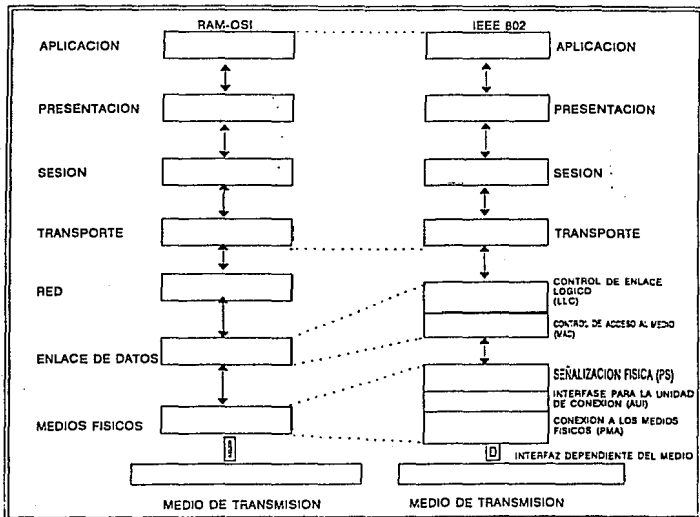 RAM-OSI
IEEE 802
APLICACION
APLICACION
PRESENTACION
PRESENTACION
SESION
SESION
TRANSPORTE
TRANSPORTE
RED
CONTROL DE ENLACE
LOGICO
(LLC)
ENLACE DE DATOS
CONTROL DE ACCESO AL MEDIO
(MAC)
SEÑALIZACION FISICA (PS)
INTERFASE PARA LA UNIDAD
DE CONEXION (AUI)
MEDIOS FISICOS
CONEXION A LOS MEDIOS
FISICOS (PMA)
D
INTERFAZ DEPENDIENTE DEL MEDIO
MEDIO DE TRANSMISION
MEDIO DE TRANSMISION